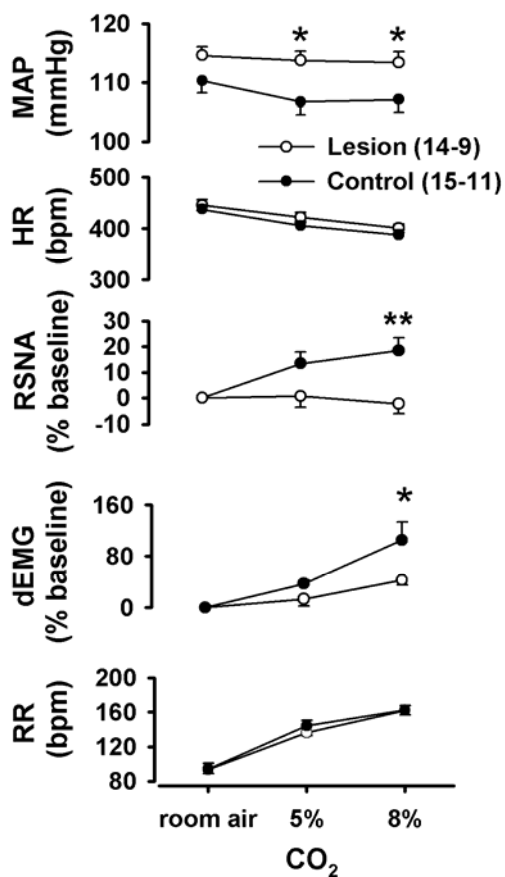 120
*
*
MAP
(mmHg)
110
100
Lesion (14-9)
Control (15-11)
500
HR
(bpm)
400
300
30
**
RSNA
(% baseline)
20
10
0
-10
160
*
dEMG
(% baseline)
80
0
200
RR
(bpm)
160
120
80
room air 5% 8%
CO₂